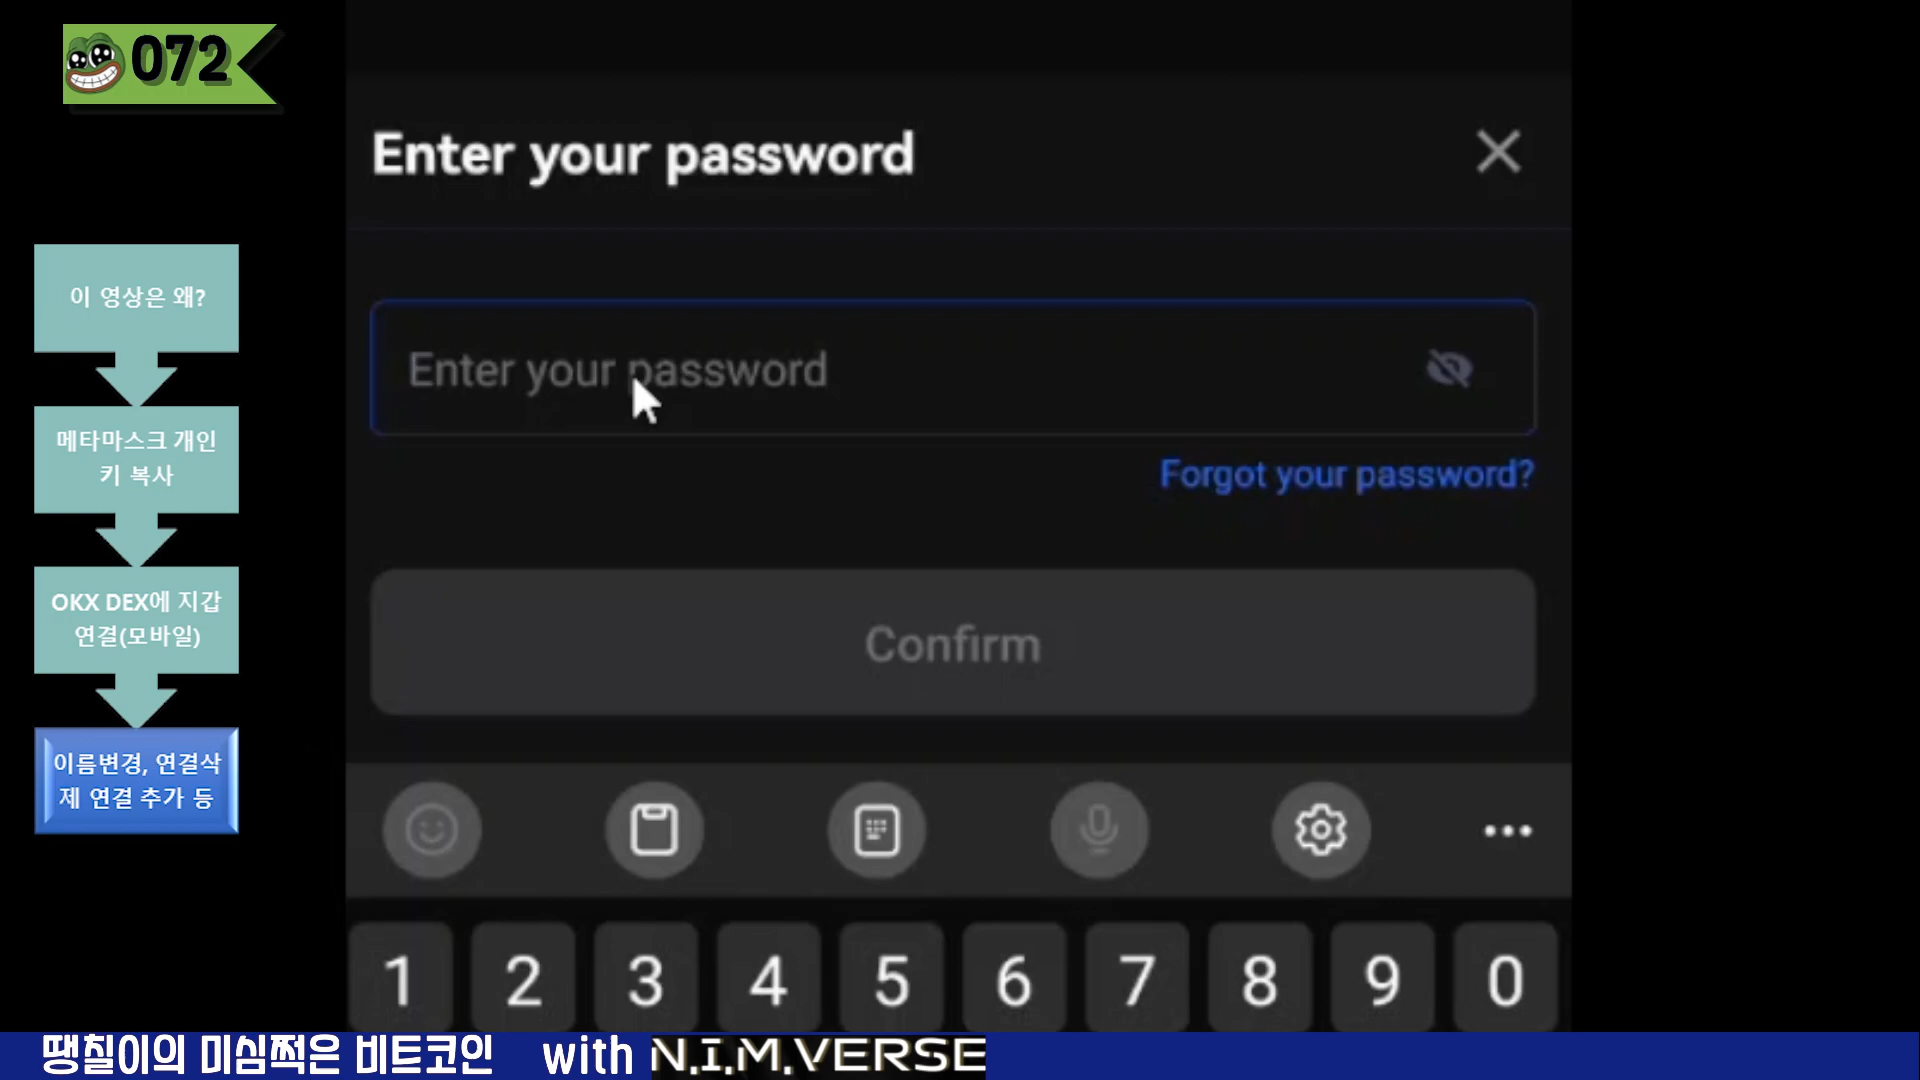 072
이 영상은 왜?
메타마스크 개인
키 복사
OKX DEX에 지갑
연결(모바일)
이름변경, 연결삭
제 연결 추가 등
Enter your password
Enter your password
Forgot your password?
Confirm
1 2 3 4 5 6 7 8 9 0
땡칠이의 미심쩍은 비트코인 with N.I.M.VERSE